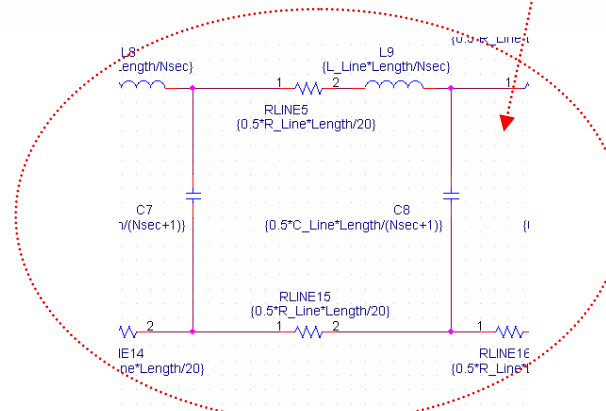 L8
L9
Length/Nsec}
{L_Line*Length/Nsec}
1
2
1
RLINE5
{0.5*R_Line*Length/20}
C7
C8
/(Nsec+1)}
{0.5*C_Line*Length/(Nsec+1)}
RLINE15
{0.5*R_Line*Length/20}
2
1
2
1
IE14
RLINE16
ne*Length/20}
{0.5*R_Line*